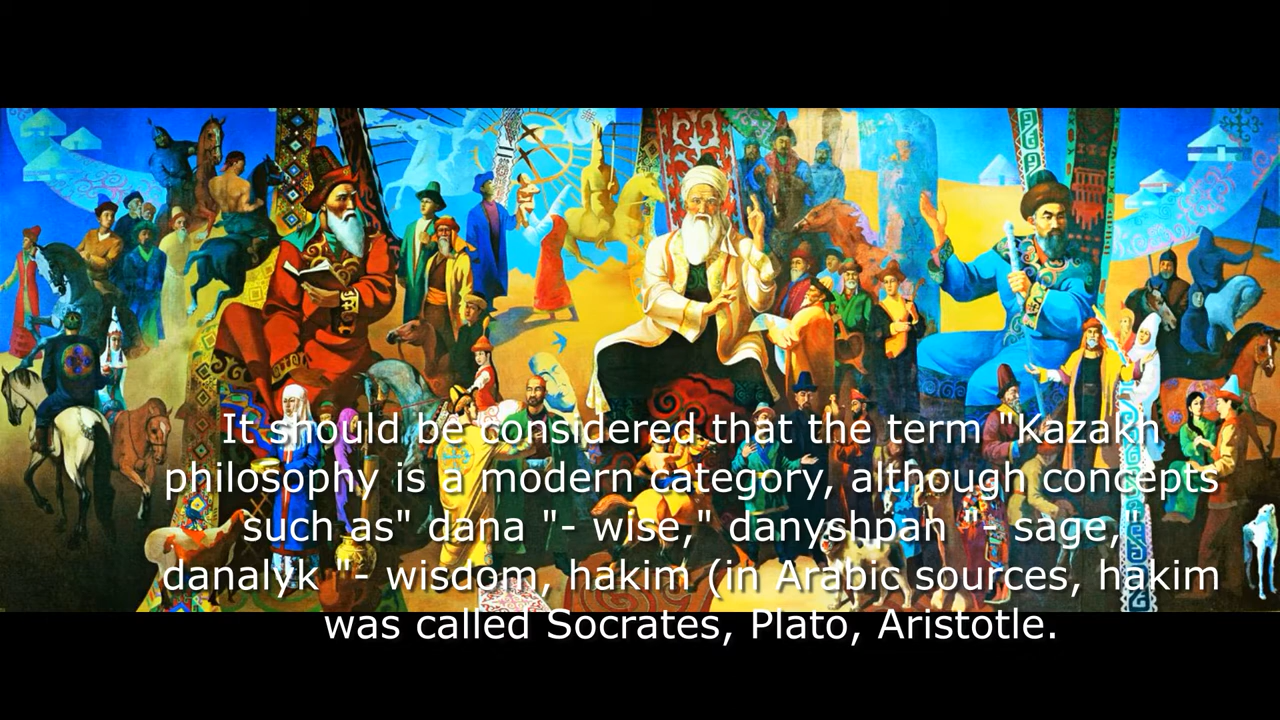 It should be considered that the term "Kazakh
philosophy is a modern category, although concepts
such as" dana "- wise," danyshpan "- sage,"
danalyk "- wisdom, hakim (in Arabic sources, hakim
was called Socrates, Plato, Aristotle.